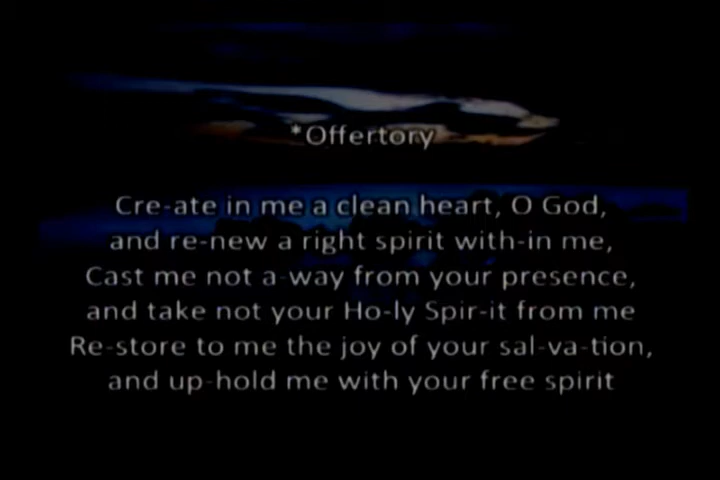 *Offertory
Cre-ate in me a clean heart, O God,
and re-new a right spirit with-in me,
Cast me not a-way from your presence,
and take not your Ho-ly Spir-it from me
Re-store to me the joy of your sal-va-tion,
and up-hold me with your free spirit